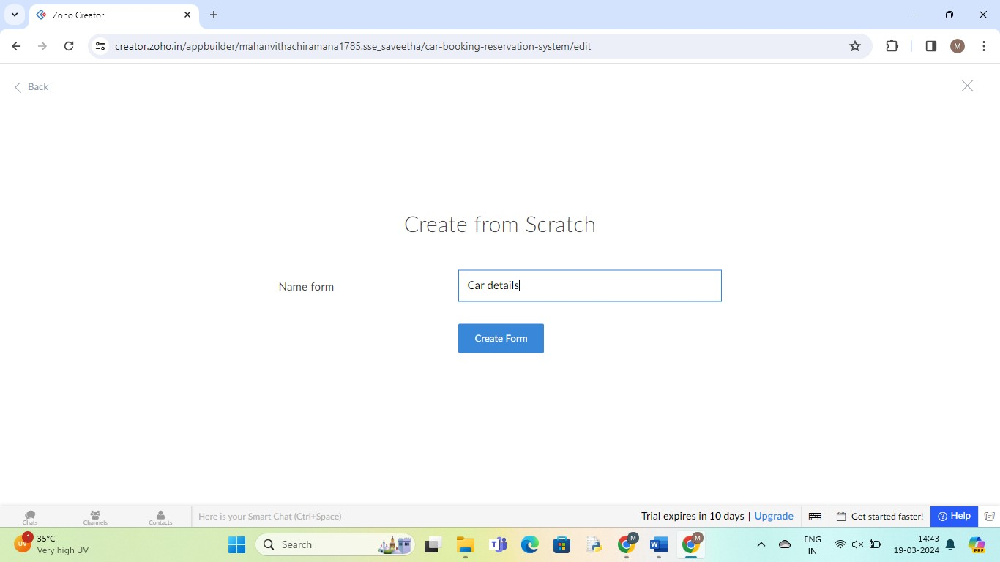 Zoho Creator
creator.zoho.in/appbuilder/mahanvithachiramana1785.sse_saveetha/car-booking-reservation-system/edit
M
Back
Create from Scratch
Name form
Car details
Create Form
Chats
Channels
Contacts
Here is your Smart Chat (Ctrl+Space)
Trial expires in 10 days | Upgrade
Get started faster!
Help
1
UV
35°C
Very high UV
Search
M
W
M
PRE
ENG
IN
14:43
19-03-2024